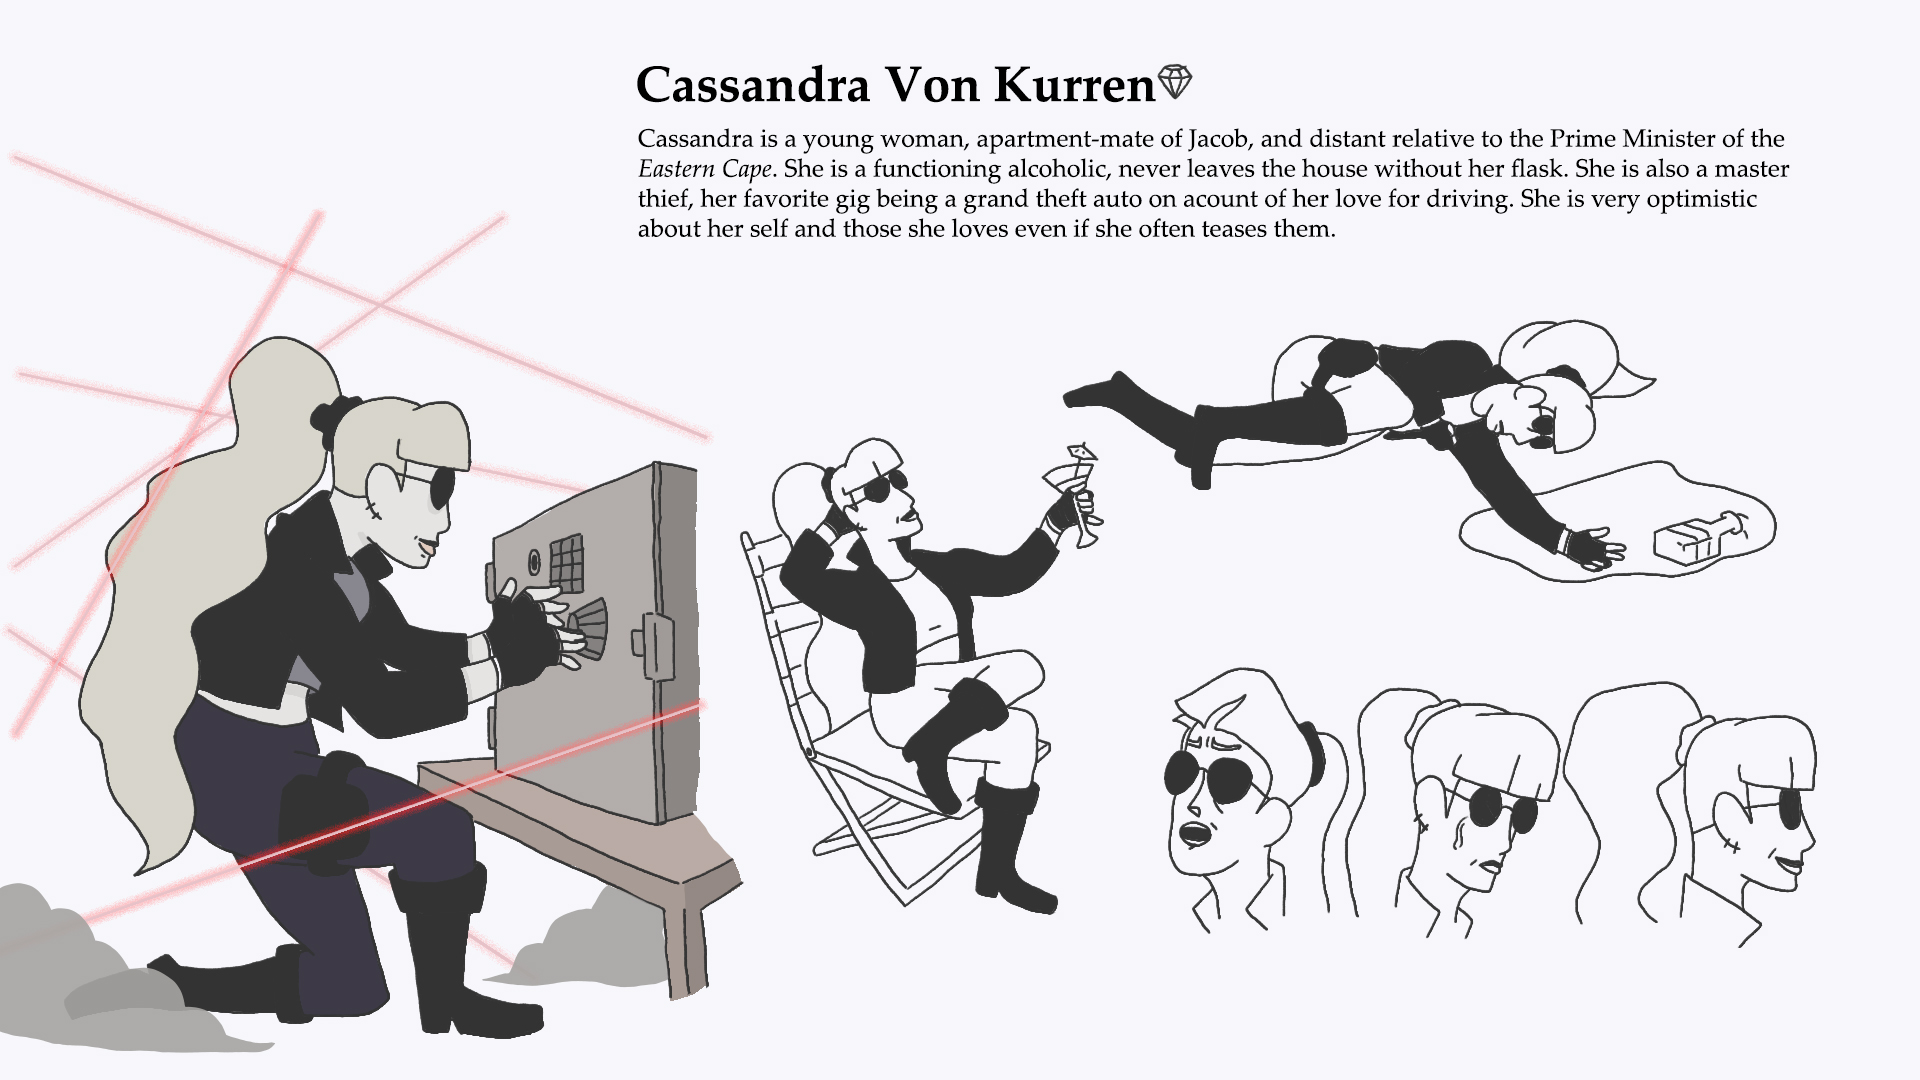 Cassandra Von Kurren
Cassandra is a young woman, apartment-mate of Jacob, and distant relative to the Prime Minister of the
Eastern Cape. She is a functioning alcoholic, never leaves the house without her flask. She is also a master
thief, her favorite gig being a grand theft auto on acount of her love for driving. She is very optimistic
about her self and those she loves even if she often teases them.